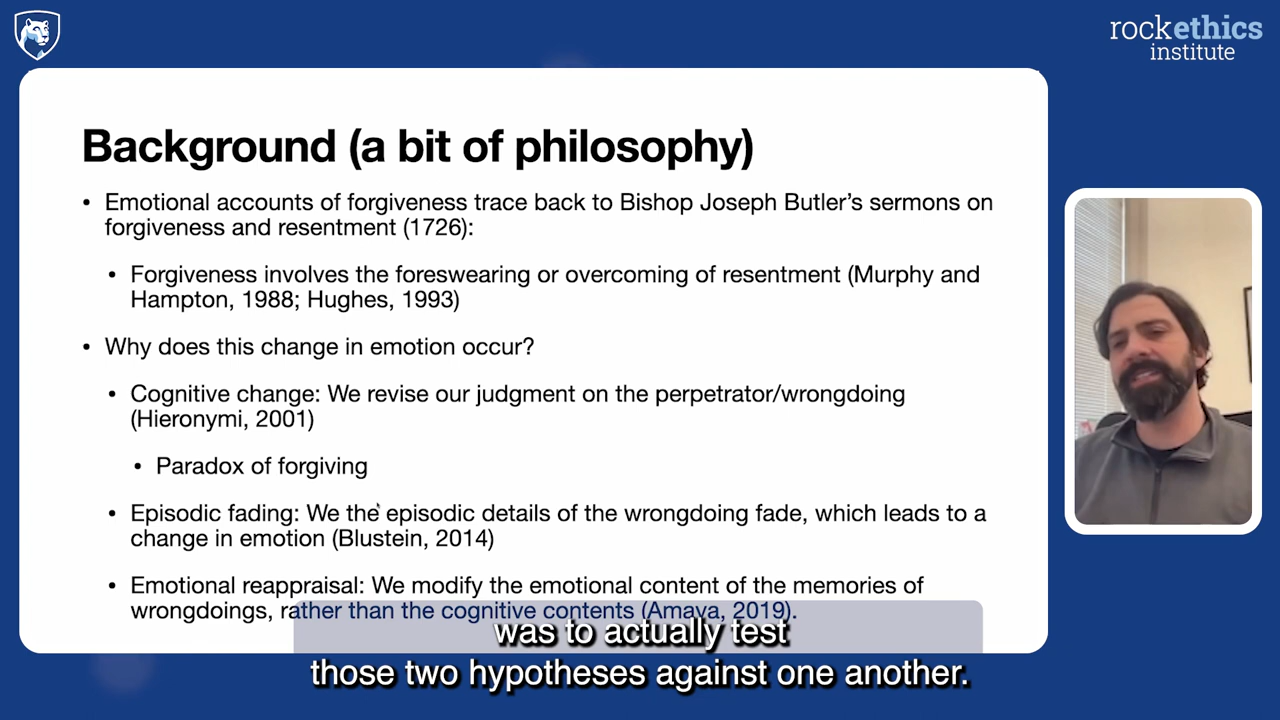 rockethics
institute
Background (a bit of philosophy)
• Emotional accounts of forgiveness trace back to Bishop Joseph Butler’s sermons on
forgiveness and resentment (1726):
• Forgiveness involves the foreswearing or overcoming of resentment (Murphy and
Hampton, 1988; Hughes, 1993)
• Why does this change in emotion occur?
• Cognitive change: We revise our judgment on the perpetrator/wrongdoing
(Hieronymi, 2001)
• Paradox of forgiving
• Episodic fading: We the episodic details of the wrongdoing fade, which leads to a
change in emotion (Blustein, 2014)
• Emotional reappraisal: We modify the emotional content of the memories of
wrongdoings, rather than the cognitive contents (Amaya, 2019).
was to actually test
those two hypotheses against one another.